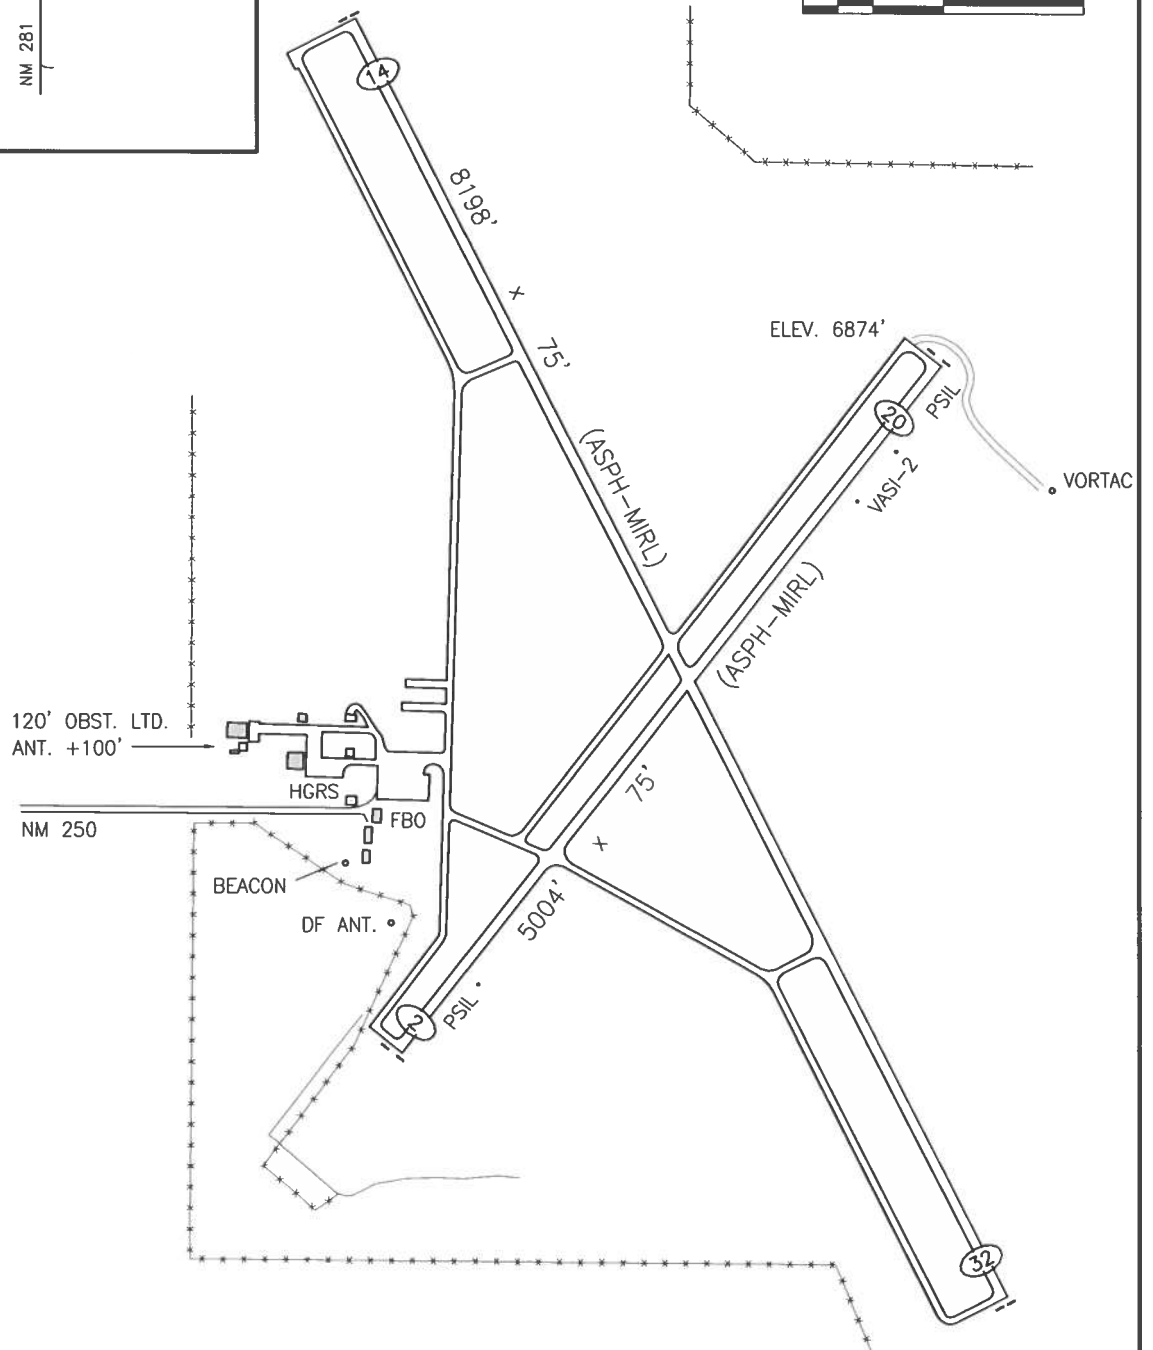 NM 281
14
8198'
75'
(ASPH-MIRL)
ELEV. 6874'
20
PSIL
VASI-2
VORTAC
(ASPH-MIRL)
120' OBST. LTD.
ANT. +100'
HGRS
FBO
NM 250
75'
BEACON
DF ANT.
5004'
2
PSIL
32